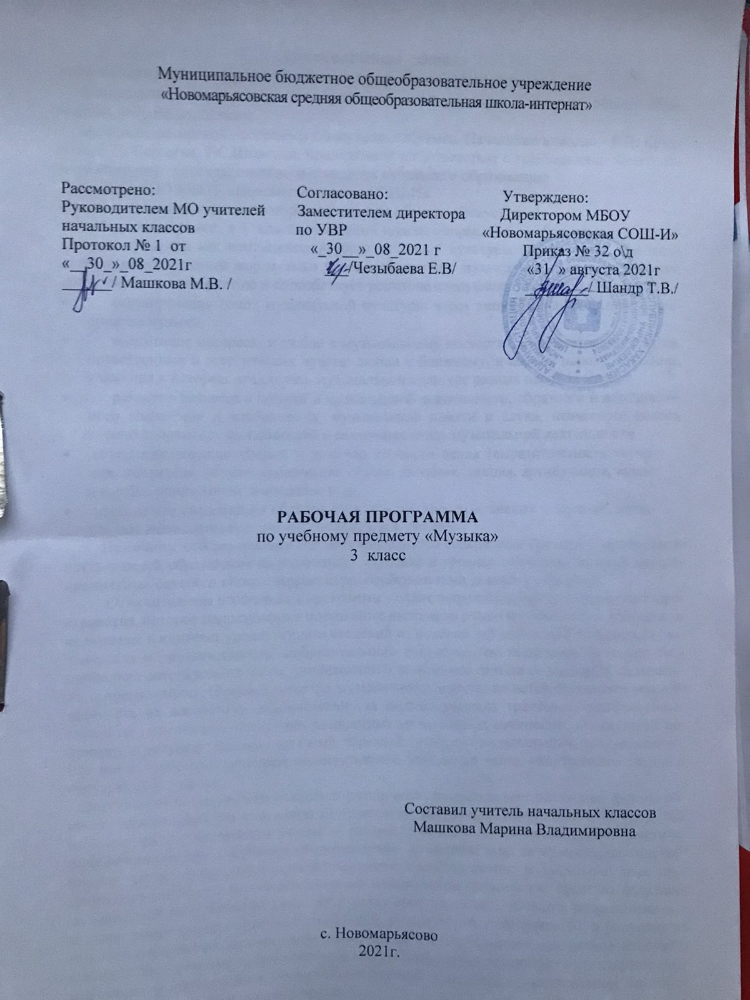 Муниципальное бюджетное общеобразовательное учреждение
«Новомарьясовская средняя общеобразовательная школа-интернат»
Рассмотрено:
Руководителем МО учителей
начальных классов
Протокол № 1 от
«__30_»_08_2021г
______/ Машкова М.В. /
Согласовано:
Заместителем директора
по УВР
«_30__»_08_2021 г
___/Чезыбаева Е.В/
Утверждено:
Директором МБОУ
«Новомарьясовская СОШ-И»
Приказ № 32 о\д
«31 » августа 2021г
________/ Шандр Т.В./
РАБОЧАЯ ПРОГРАММА
по учебному предмету «Музыка»
3 класс
Составил учитель начальных классов
Машкова Марина Владимировна
с. Новомарьясово
2021г.